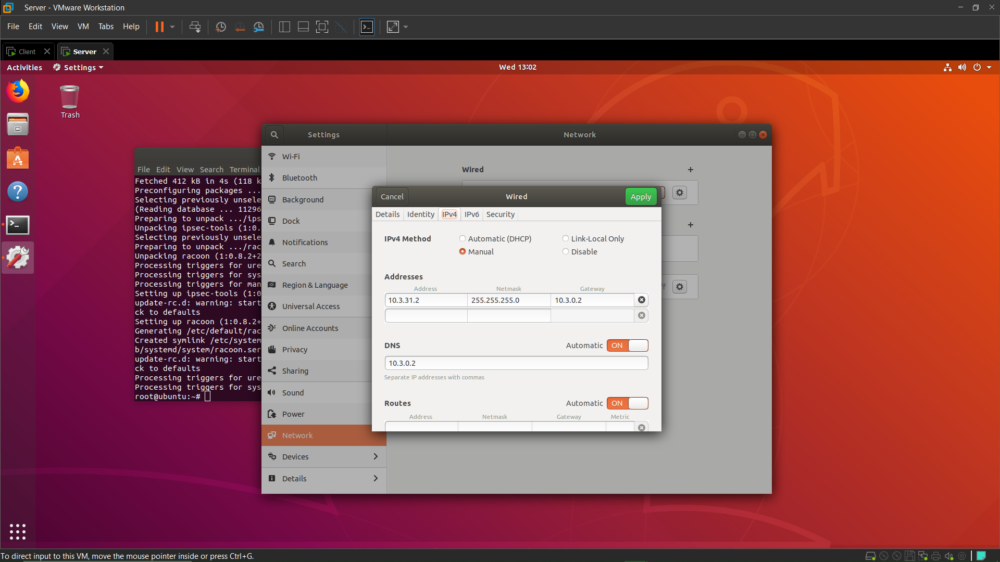 Server - VMware Workstation
File Edit View VM Tabs Help
Client
Server
Activities Settings Wed 13:02
Trash
Settings Network
Wi-Fi
Bluetooth
Background
Dock
Notifications
Search
Region & Language
Universal Access
Online Accounts
Privacy
Sharing
Sound
Power
Network
Devices
Details
File Edit View Search Terminal
Fetched 412 kB in 4s (118 k
Preconfiguring packages ...
Selecting previously unsele
(Reading database ... 11296
Preparing to unpack .../ips
Unpacking ipsec-tools (1:0.
Selecting previously unsele
Preparing to unpack .../rac
Unpacking racoon (1:0.8.2+2
Processing triggers for ure
Processing triggers for sys
Processing triggers for man
Setting up ipsec-tools (1:0
update-rc.d: warning: start
ck to defaults
Setting up racoon (1:0.8.2+
Generating /etc/default/rac
Created symlink /etc/system
b/systemd/system/racoon.ser
update-rc.d: warning: start
ck to defaults
Processing triggers for ure
Processing triggers for sys
root@ubuntu:~#
Wired
Cancel Wired Apply
Details Identity IPv4 IPv6 Security
IPv4 Method Automatic (DHCP) Link-Local Only
Manual Disable
Addresses
Address Netmask Gateway
10.3.31.2 255.255.255.0 10.3.0.2
DNS Automatic ON
10.3.0.2
Separate IP addresses with commas
Routes Automatic ON
Address Netmask Gateway Metric
To direct input to this VM, move the mouse pointer inside or press Ctrl+G.